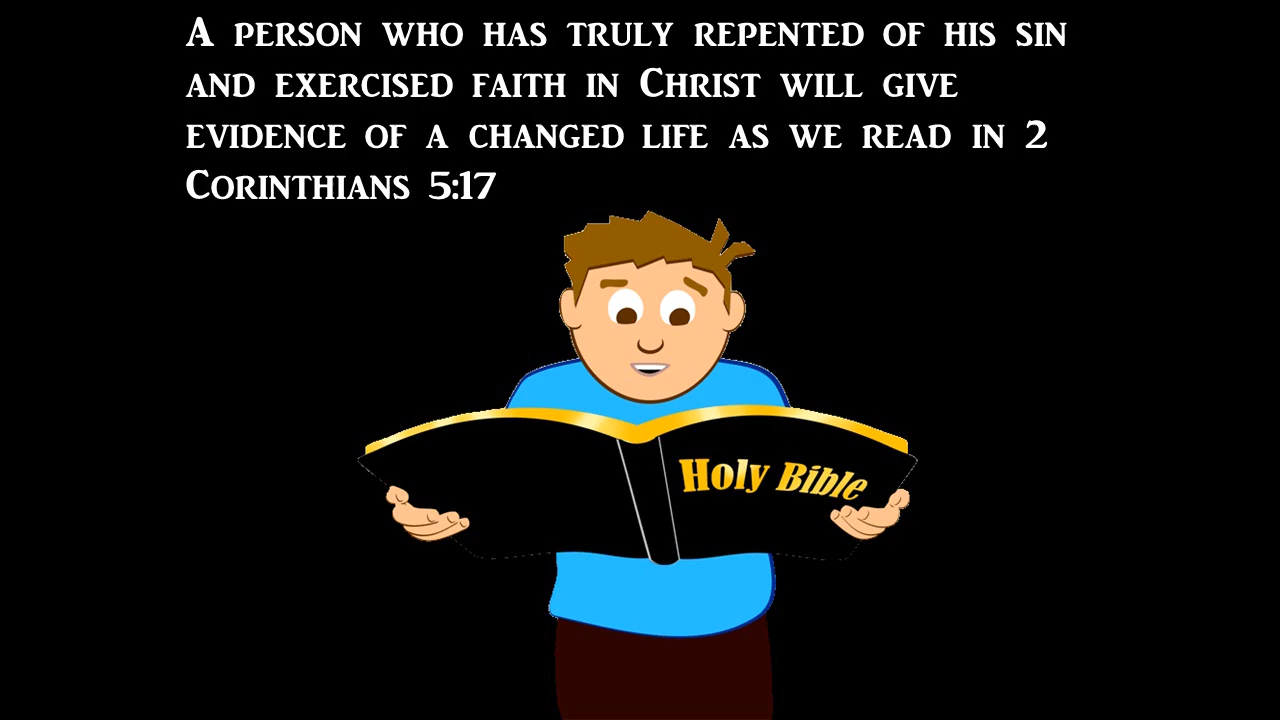 A person who has truly repented of his sin
and exercised faith in Christ will give
evidence of a changed life as we read in 2
Corinthians 5:17
Holy Bible